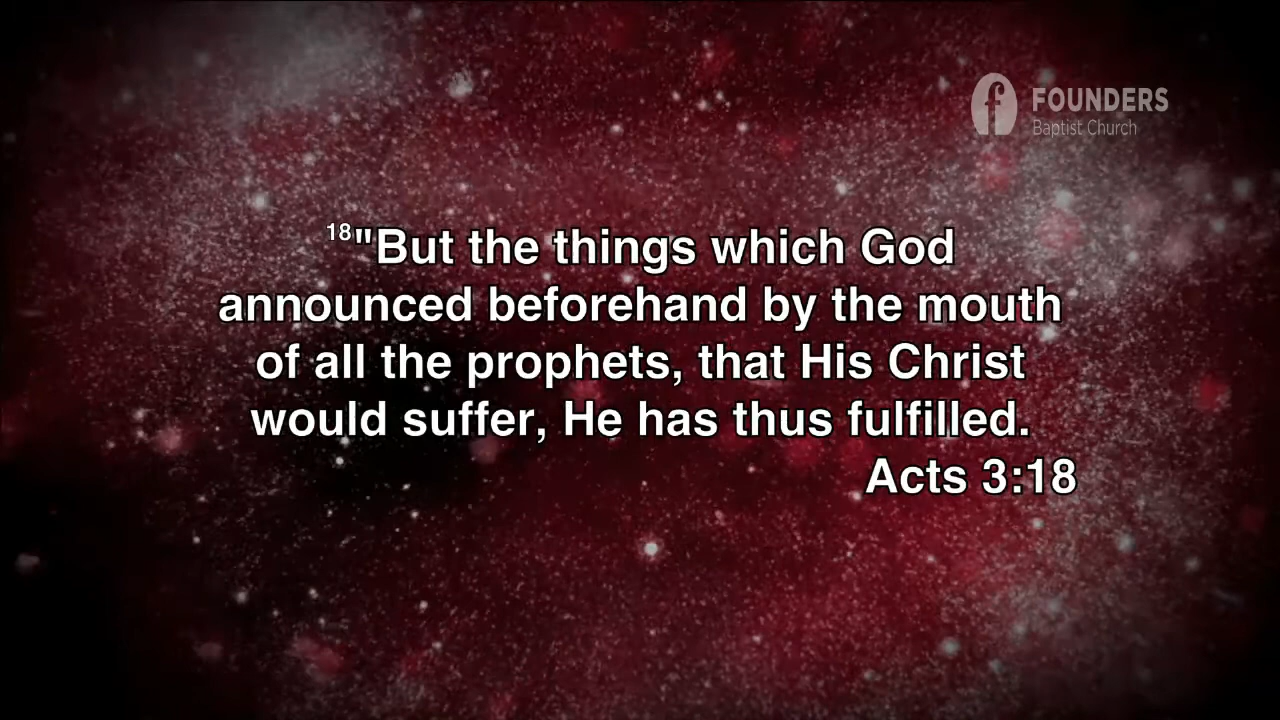 FOUNDERS
Baptist Church
18"But the things which God
announced beforehand by the mouth
of all the prophets, that His Christ
would suffer, He has thus fulfilled.
Acts 3:18